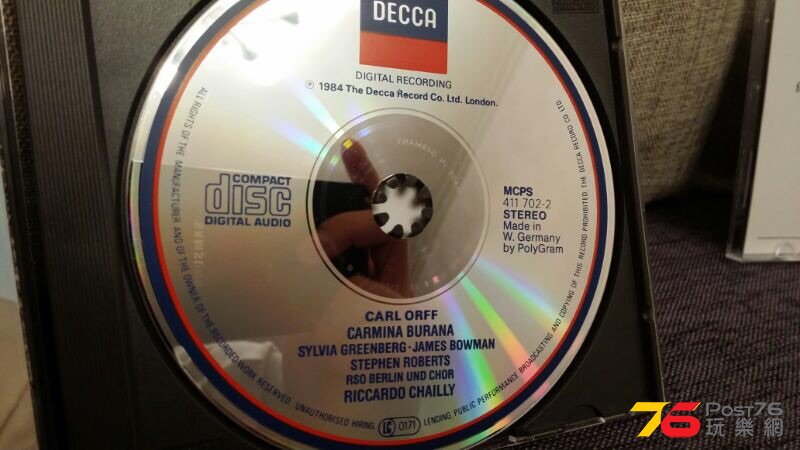 DECCA
DIGITAL RECORDING
℗ 1984 The Decca Record Co. Ltd. London.
ALL RIGHTS OF THE MANUFACTURER AND OF THE OWNER OF THE RECORDED WORK RESERVED. UNAUTHORISED HIRING, LENDING, PUBLIC PERFORMANCE, BROADCASTING AND COPYING OF THIS RECORD PROHIBITED. THE DECCA RECORD CO. LTD.
MADE IN GERMANY
COMPACT
disc
DIGITAL AUDIO
MCPS
411 702-2
STEREO
Made in
W. Germany
by PolyGram
SAMSU
CARL ORFF
CARMINA BURANA
SYLVIA GREENBERG·JAMES BOWMAN
STEPHEN ROBERTS
RSO BERLIN UND CHOR
RICCARDO CHAILLY
LC 0171
76 Post76
玩樂網